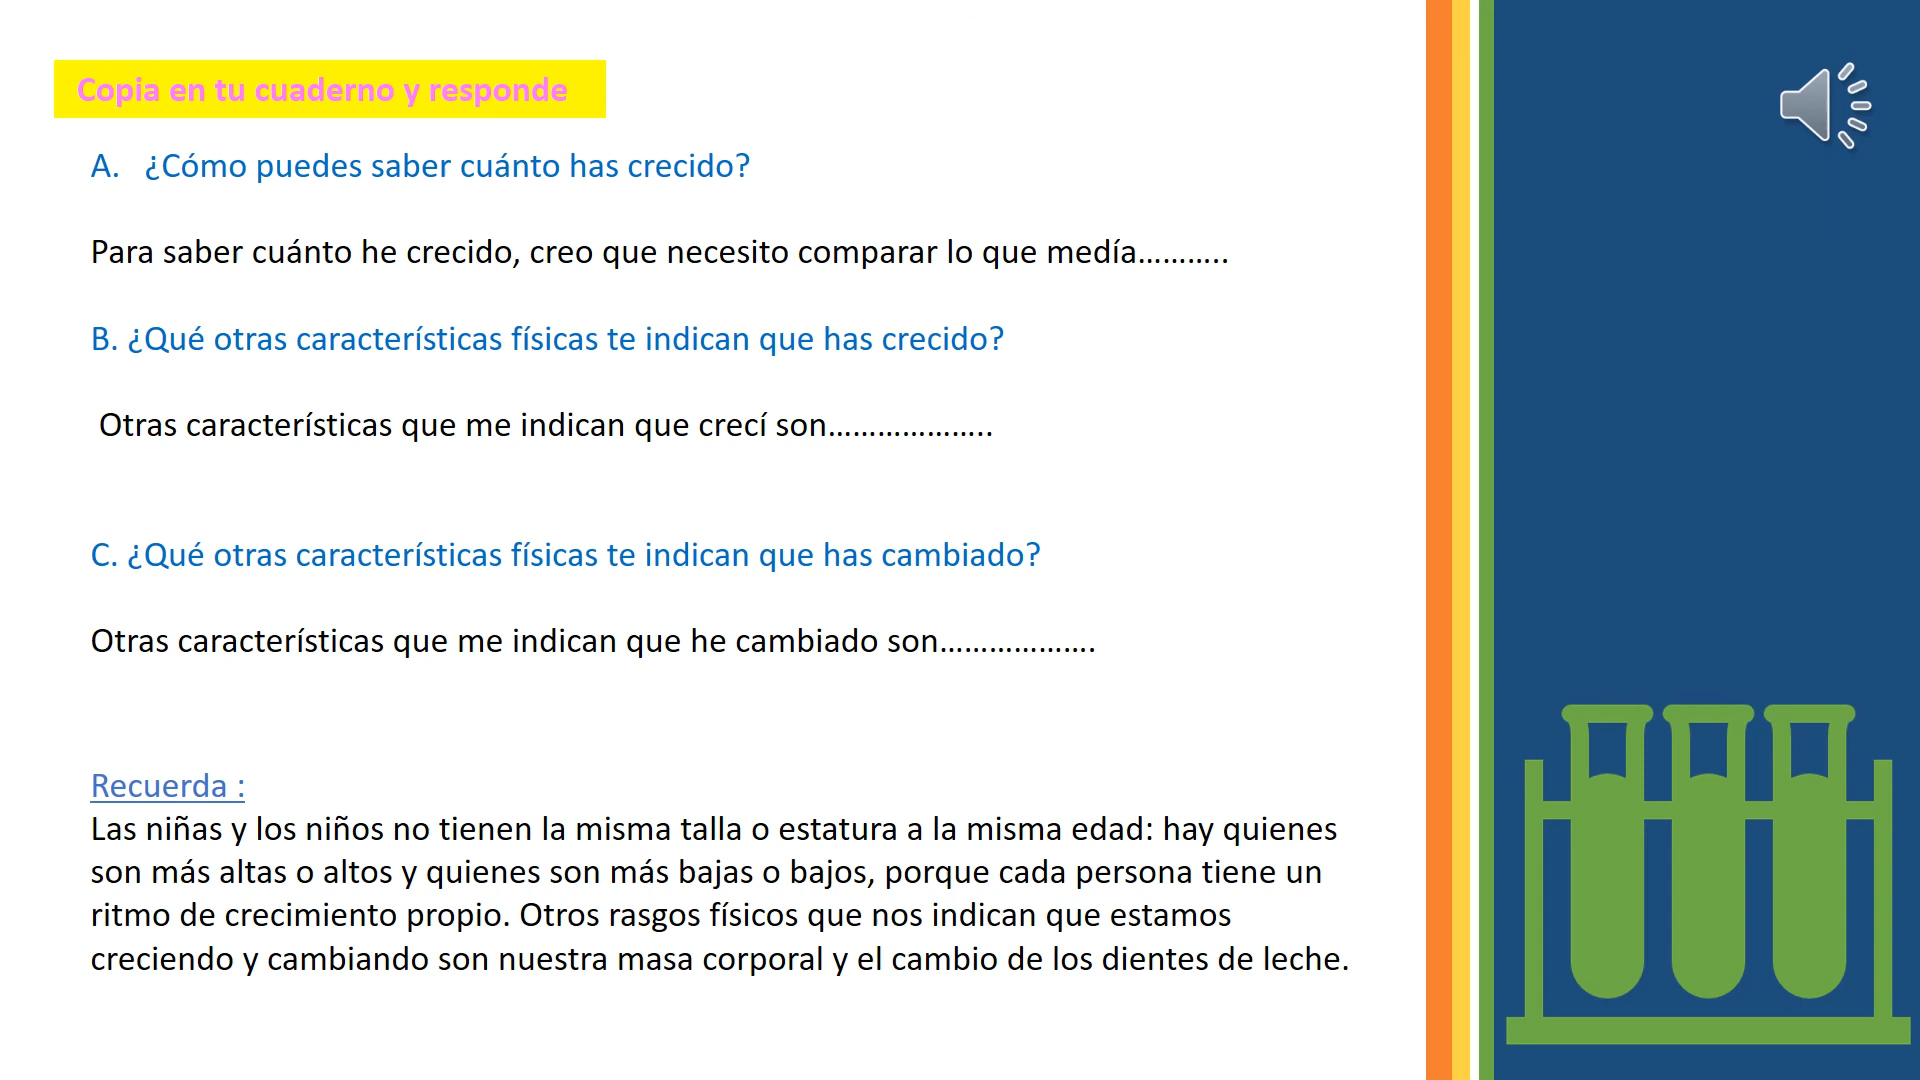 Copia en tu cuaderno y responde
A. ¿Cómo puedes saber cuánto has crecido?
Para saber cuánto he crecido, creo que necesito comparar lo que medía………..
B. ¿Qué otras características físicas te indican que has crecido?
Otras características que me indican que crecí son………………..
C. ¿Qué otras características físicas te indican que has cambiado?
Otras características que me indican que he cambiado son……………….
Recuerda :
Las niñas y los niños no tienen la misma talla o estatura a la misma edad: hay quienes
son más altas o altos y quienes son más bajas o bajos, porque cada persona tiene un
ritmo de crecimiento propio. Otros rasgos físicos que nos indican que estamos
creciendo y cambiando son nuestra masa corporal y el cambio de los dientes de leche.